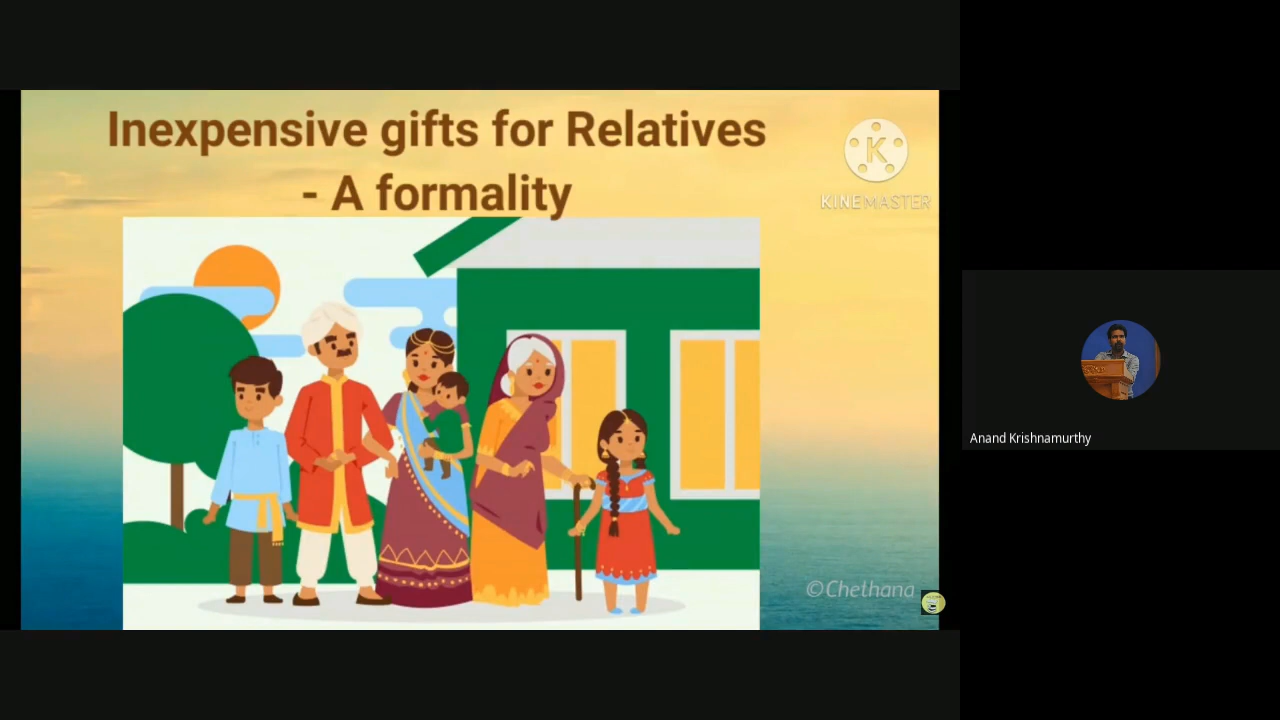 Inexpensive gifts for Relatives
- A formality
K
KINEMASTER
©Chethana
Anand Krishnamurthy